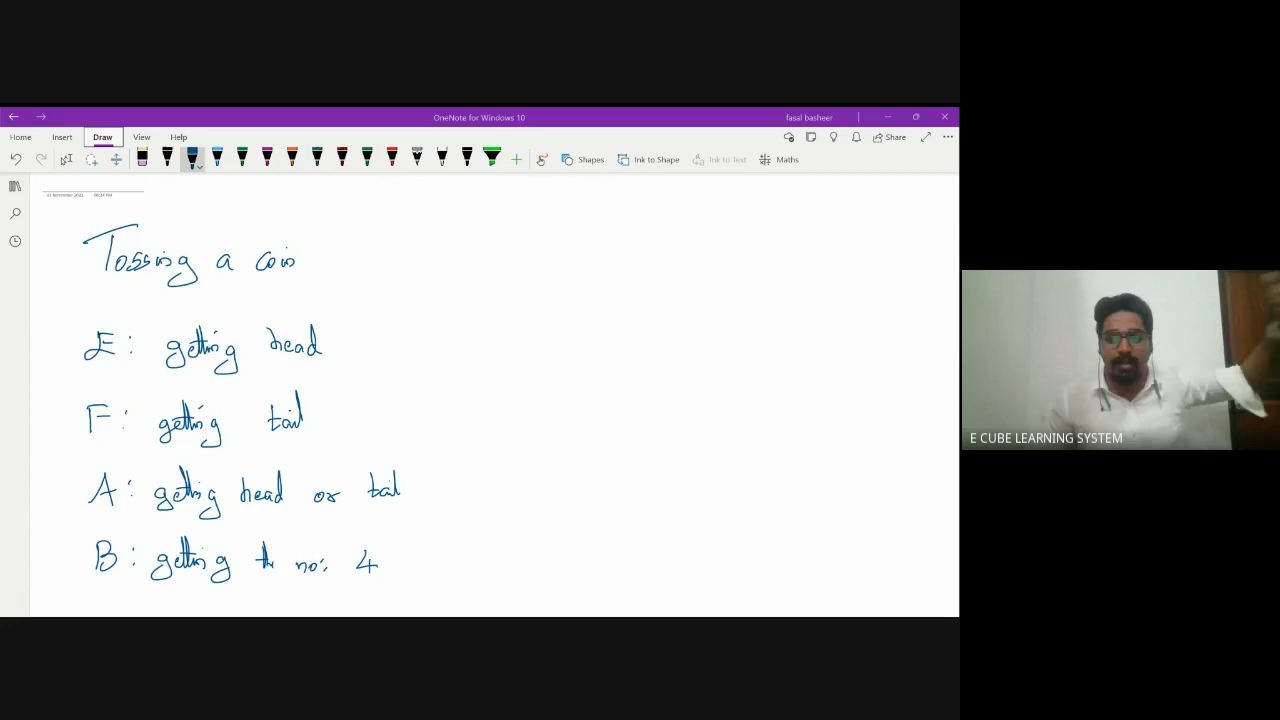 OneNote for Windows 10
fasal basheer
Home Insert Draw View Help
Share
Shapes Ink to Shape Ink to Text Maths
Tossing a coin
E: getting head
F: getting tail
A: getting head or tail
B: getting the no: 4
E CUBE LEARNING SYSTEM